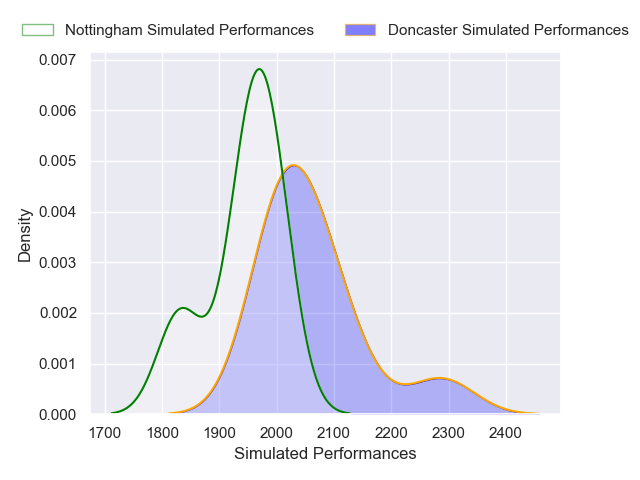 Nottingham Simulated Performances
Doncaster Simulated Performances
0.007
0.006
0.005
0.004
0.003
0.002
0.001
0.000
Density
1700 1800 1900 2000 2100 2200 2300 2400
Simulated Performances